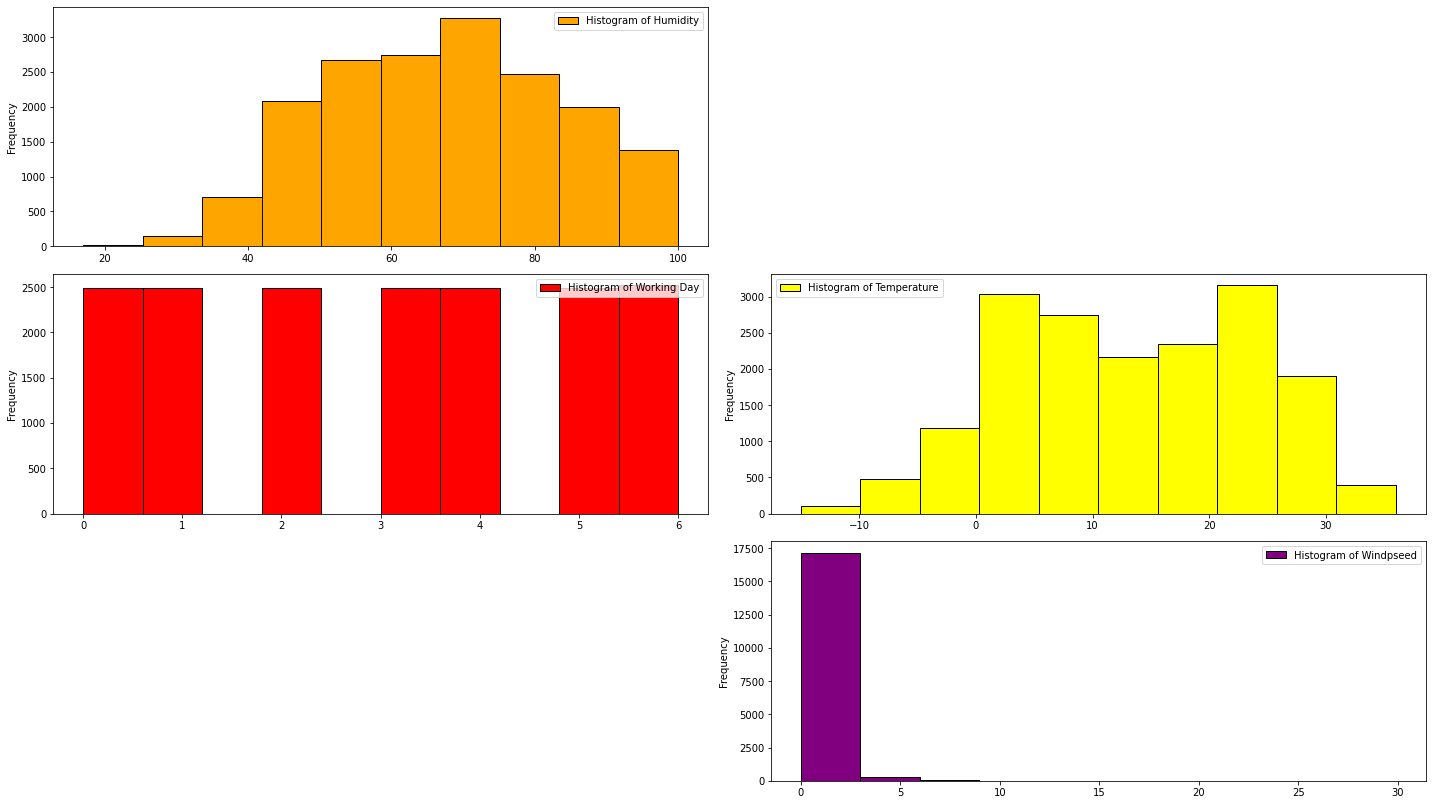 Histogram of Humidity
Frequency
3000
2500
2000
1500
1000
500
0
20 40 60 80 100
Histogram of Working Day
Frequency
2500
2000
1500
1000
500
0
0 1 2 3 4 5 6
Histogram of Temperature
Frequency
3000
2500
2000
1500
1000
500
0
−10 0 10 20 30
Histogram of Windpseed
Frequency
17500
15000
12500
10000
7500
5000
2500
0
0 5 10 15 20 25 30